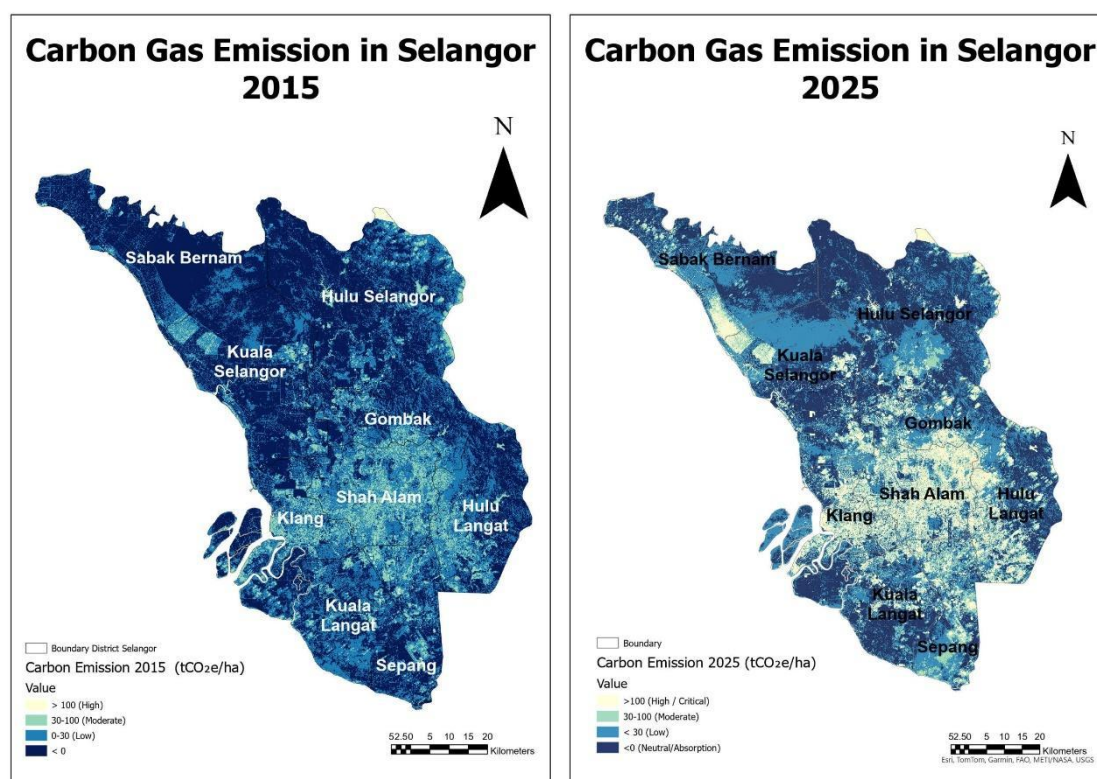 Carbon Gas Emission in Selangor
2015
N
Sabak Bernam
Hulu Selangor
Kuala
Selangor
Gombak
Shah Alam
Klang
Hulu
Langat
Kuala
Langat
Sepang
Boundary District Selangor
Carbon Emission 2015 (tCO₂e/ha)
Value
> 100 (High)
30-100 (Moderate)
0-30 (Low)
< 0
52.50 5 10 15 20
Kilometers
Carbon Gas Emission in Selangor
2025
N
Sabak Bernam
Hulu Selangor
Kuala
Selangor
Gombak
Shah Alam
Klang
Hulu
Langat
Kuala
Langat
Sepang
Boundary
Carbon Emission 2025 (tCO₂e/ha)
Value
>100 (High / Critical)
30-100 (Moderate)
< 30 (Low)
<0 (Neutral/Absorption)
52.50 5 10 15 20
Kilometers
Esri, TomTom, Garmin, FAO, METI/NASA, USGS